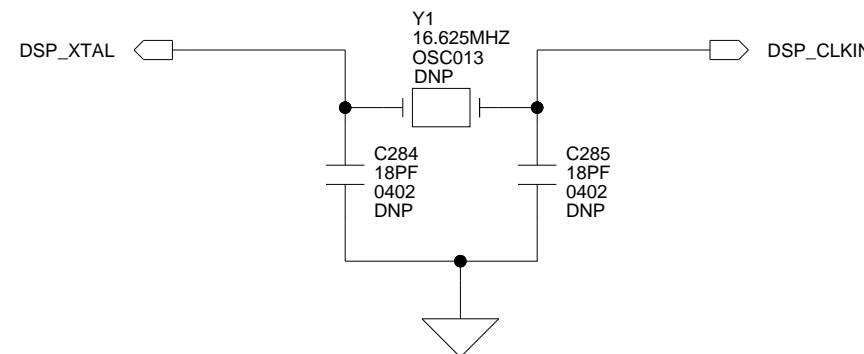 Y1
16.625MHZ
OSC013
DNP
DSP_XTAL
DSP_CLKIN
C284
18PF
0402
DNP
C285
18PF
0402
DNP